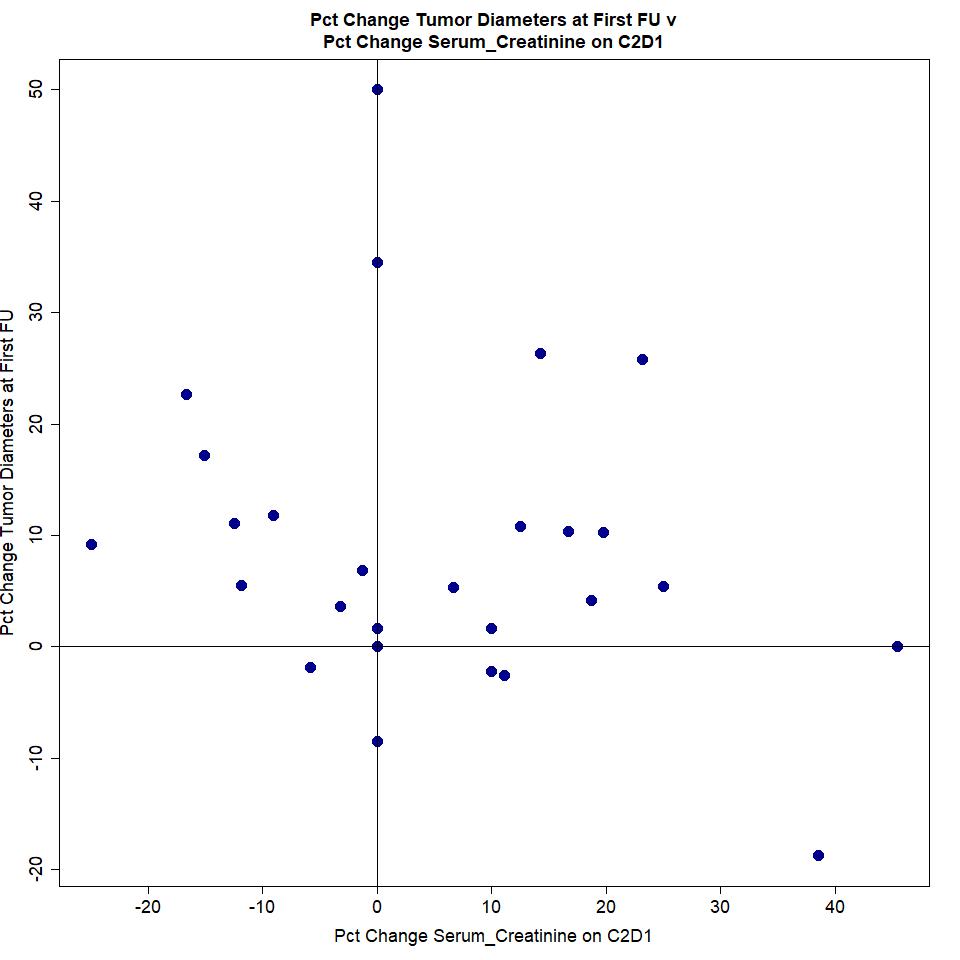 Pct Change Tumor Diameters at First FU v
Pct Change Serum_Creatinine on C2D1
Pct Change Tumor Diameters at First FU
50
40
30
20
10
0
-10
-20
-20 -10 0 10 20 30 40
Pct Change Serum_Creatinine on C2D1